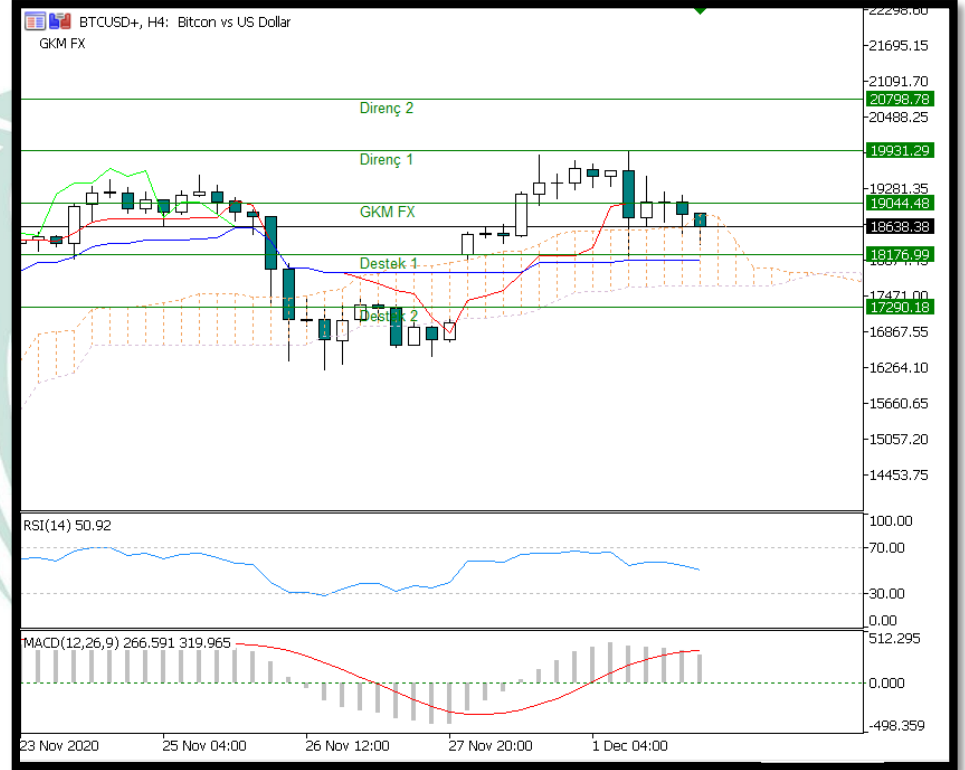 BTCUSD+, H4: Bitcon vs US Dollar
GKM FX
22298.60
21695.15
21091.70
20798.78
Direnç 2
20488.25
19931.29
Direnç 1
19281.35
19044.48
GKM FX
18638.38
18176.99
Destek 1
17471.00
17290.18
Destek 2
16867.55
16264.10
15660.65
15057.20
14453.75
RSI(14) 50.92
100.00
70.00
30.00
0.00
MACD(12,26,9) 266.591 319.965
512.295
0.000
-498.359
23 Nov 2020 25 Nov 04:00 26 Nov 12:00 27 Nov 20:00 1 Dec 04:00